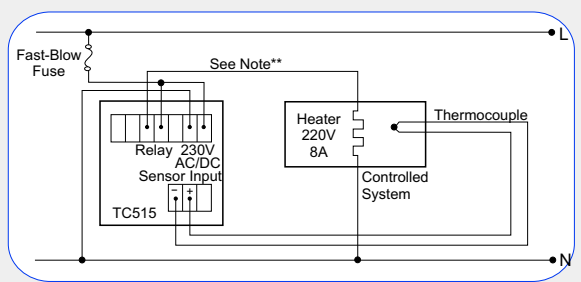 L
Fast-Blow
Fuse
See Note**
Thermocouple
Heater
220V
8A
Relay 230V
AC/DC
Sensor Input
Controlled
System
− +
TC515
N